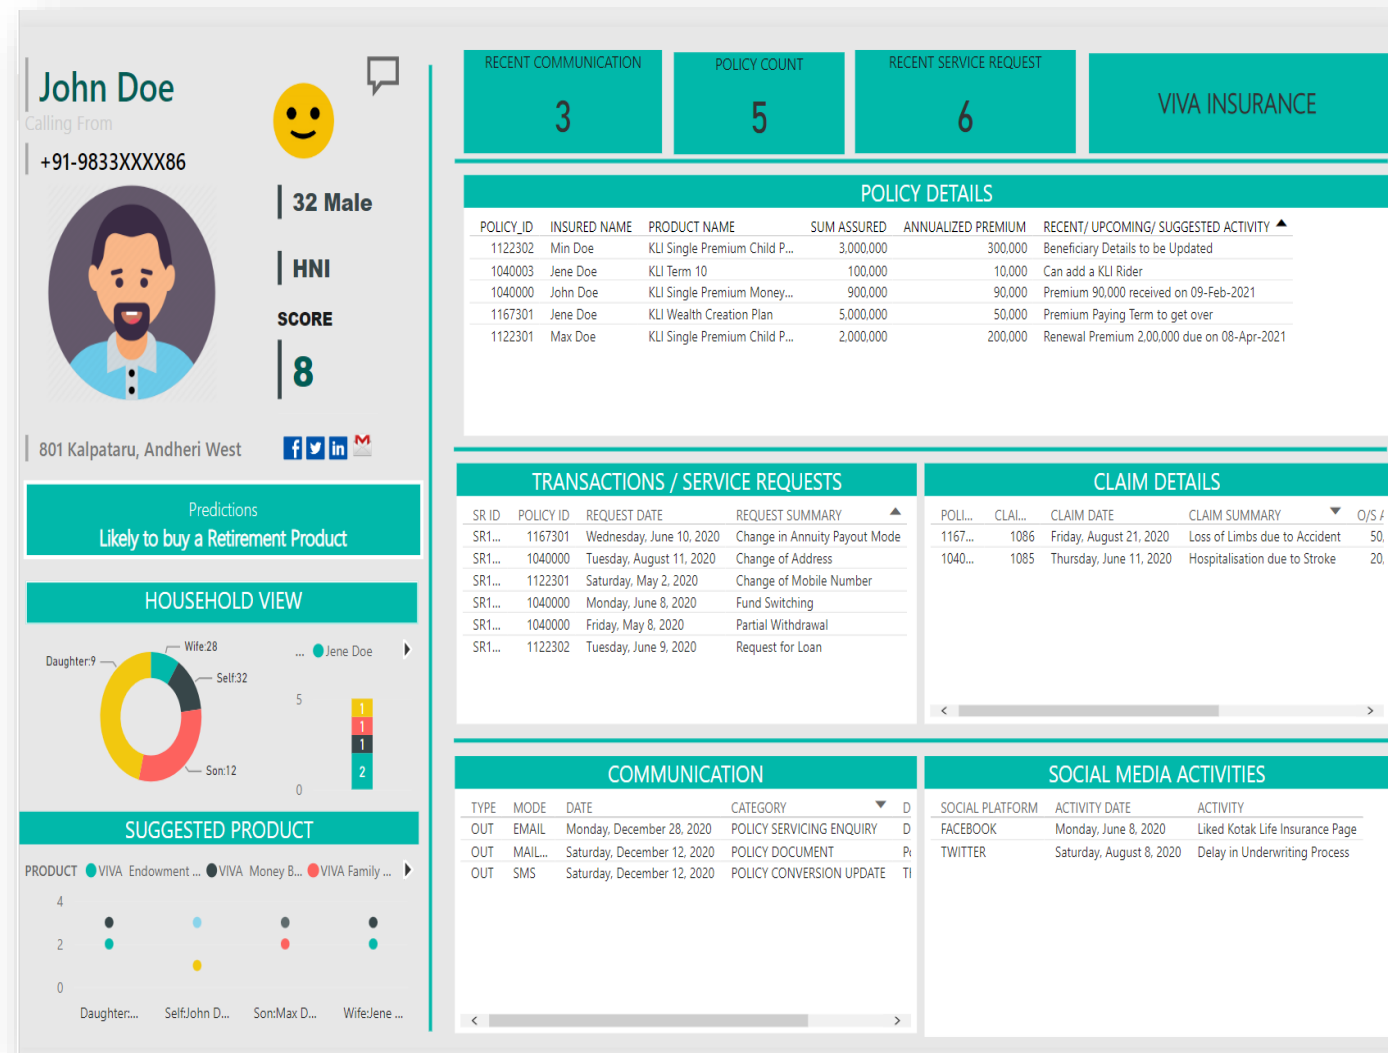 John Doe
Calling From
+91-9833XXXX86
32 Male
HNI
SCORE
8
801 Kalpataru, Andheri West
f in M
Predictions
Likely to buy a Retirement Product
HOUSEHOLD VIEW
Wife:28
Daughter:9
Self:32
Son:12
... Jene Doe
5
0
1
1
1
2
SUGGESTED PRODUCT
PRODUCT VIVA Endowment ... VIVA Money B... VIVA Family ...
4
2
0
Daughter:... Self:John D... Son:Max D... Wife:Jene ...
RECENT COMMUNICATION
3
POLICY COUNT
5
RECENT SERVICE REQUEST
6
VIVA INSURANCE
POLICY DETAILS
POLICY_ID INSURED NAME PRODUCT NAME SUM ASSURED ANNUALIZED PREMIUM RECENT/ UPCOMING/ SUGGESTED ACTIVITY
1122302 Min Doe KLI Single Premium Child P... 3,000,000 300,000 Beneficiary Details to be Updated
1040003 Jene Doe KLI Term 10 100,000 10,000 Can add a KLI Rider
1040000 John Doe KLI Single Premium Money... 900,000 90,000 Premium 90,000 received on 09-Feb-2021
1167301 Jene Doe KLI Wealth Creation Plan 5,000,000 50,000 Premium Paying Term to get over
1122301 Max Doe KLI Single Premium Child P... 2,000,000 200,000 Renewal Premium 2,00,000 due on 08-Apr-2021
TRANSACTIONS / SERVICE REQUESTS
SR ID POLICY ID REQUEST DATE REQUEST SUMMARY
SR1... 1167301 Wednesday, June 10, 2020 Change in Annuity Payout Mode
SR1... 1040000 Tuesday, August 11, 2020 Change of Address
SR1... 1122301 Saturday, May 2, 2020 Change of Mobile Number
SR1... 1040000 Monday, June 8, 2020 Fund Switching
SR1... 1040000 Friday, May 8, 2020 Partial Withdrawal
SR1... 1122302 Tuesday, June 9, 2020 Request for Loan
CLAIM DETAILS
POLI... CLAI... CLAIM DATE CLAIM SUMMARY O/S
1167... 1086 Friday, August 21, 2020 Loss of Limbs due to Accident 50,
1040... 1085 Thursday, June 11, 2020 Hospitalisation due to Stroke 20,
COMMUNICATION
TYPE MODE DATE CATEGORY D
OUT EMAIL Monday, December 28, 2020 POLICY SERVICING ENQUIRY D
OUT MAIL... Saturday, December 12, 2020 POLICY DOCUMENT
OUT SMS Saturday, December 12, 2020 POLICY CONVERSION UPDATE
SOCIAL MEDIA ACTIVITIES
SOCIAL PLATFORM ACTIVITY DATE ACTIVITY
FACEBOOK Monday, June 8, 2020 Liked Kotak Life Insurance Page
TWITTER Saturday, August 8, 2020 Delay in Underwriting Process